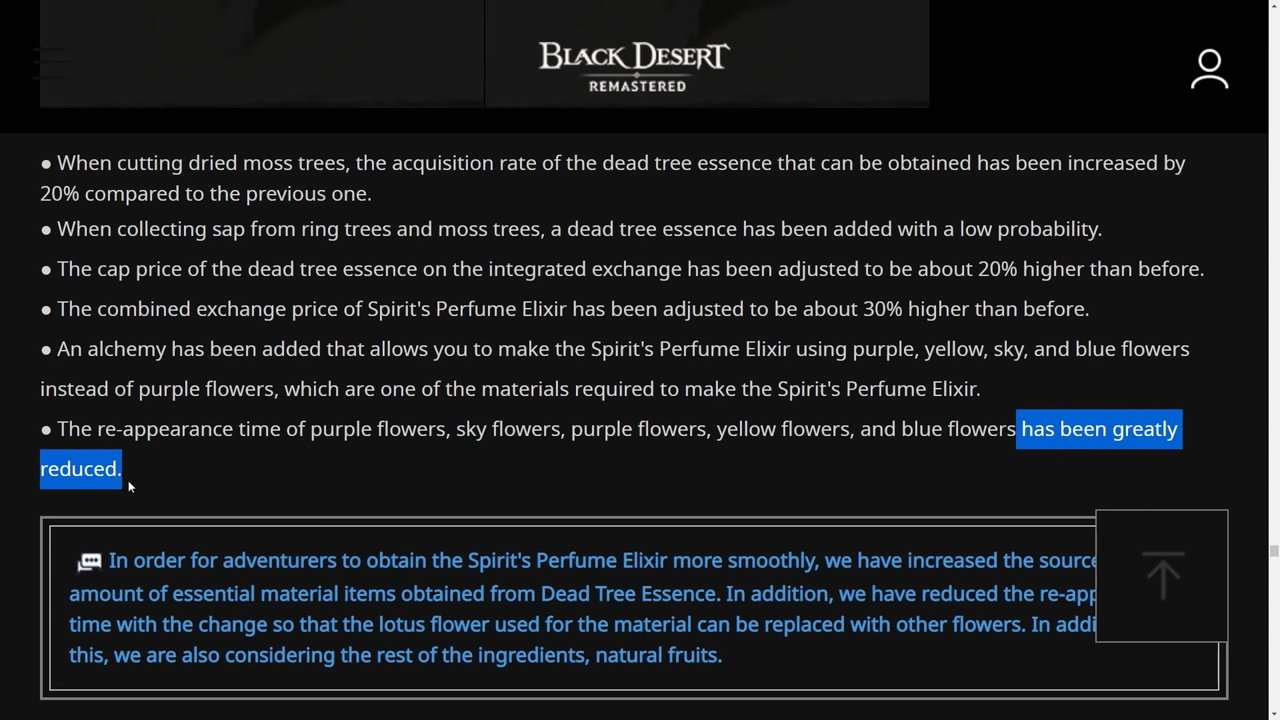 BLACK DESERT
REMASTERED
● When cutting dried moss trees, the acquisition rate of the dead tree essence that can be obtained has been increased by
20% compared to the previous one.
● When collecting sap from ring trees and moss trees, a dead tree essence has been added with a low probability.
● The cap price of the dead tree essence on the integrated exchange has been adjusted to be about 20% higher than before.
● The combined exchange price of Spirit's Perfume Elixir has been adjusted to be about 30% higher than before.
● An alchemy has been added that allows you to make the Spirit's Perfume Elixir using purple, yellow, sky, and blue flowers
instead of purple flowers, which are one of the materials required to make the Spirit's Perfume Elixir.
● The re-appearance time of purple flowers, sky flowers, purple flowers, yellow flowers, and blue flowers has been greatly
reduced.
In order for adventurers to obtain the Spirit's Perfume Elixir more smoothly, we have increased the source
amount of essential material items obtained from Dead Tree Essence. In addition, we have reduced the re-app
time with the change so that the lotus flower used for the material can be replaced with other flowers. In addi
this, we are also considering the rest of the ingredients, natural fruits.